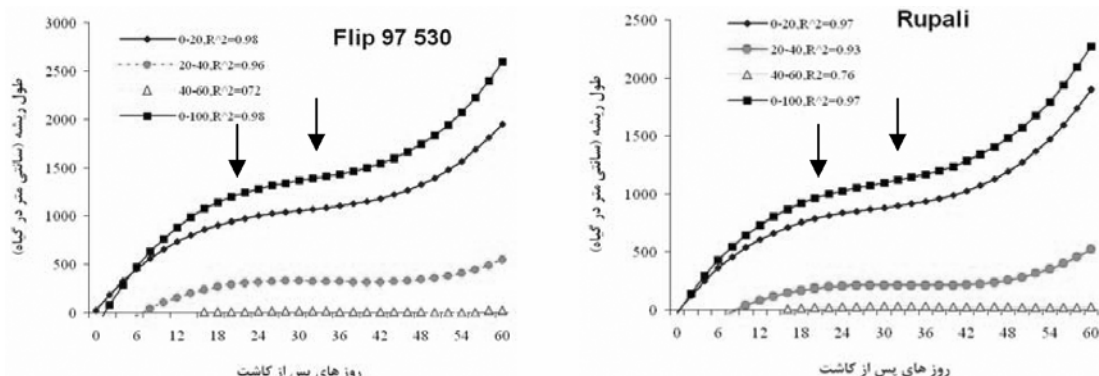 Flip 97 530
0-20,R^2=0.98
20-40,R^2=0.96
40-60,R^2=072
0-100,R^2=0.98
طول ریشه (سانتی متر در گیاه)
3000
2500
2000
1500
1000
500
0
0 6 12 18 24 30 36 42 48 54 60
روز های پس از کاشت
Rupali
0-20,R^2=0.97
20-40,R^2=0.93
40-60,R2=0.76
0-100,R^2=0.97
طول ریشه (سانتی متر در گیاه)
2500
2000
1500
1000
500
0
0 6 12 18 24 30 36 42 48 54 60
روز های پس از کاشت